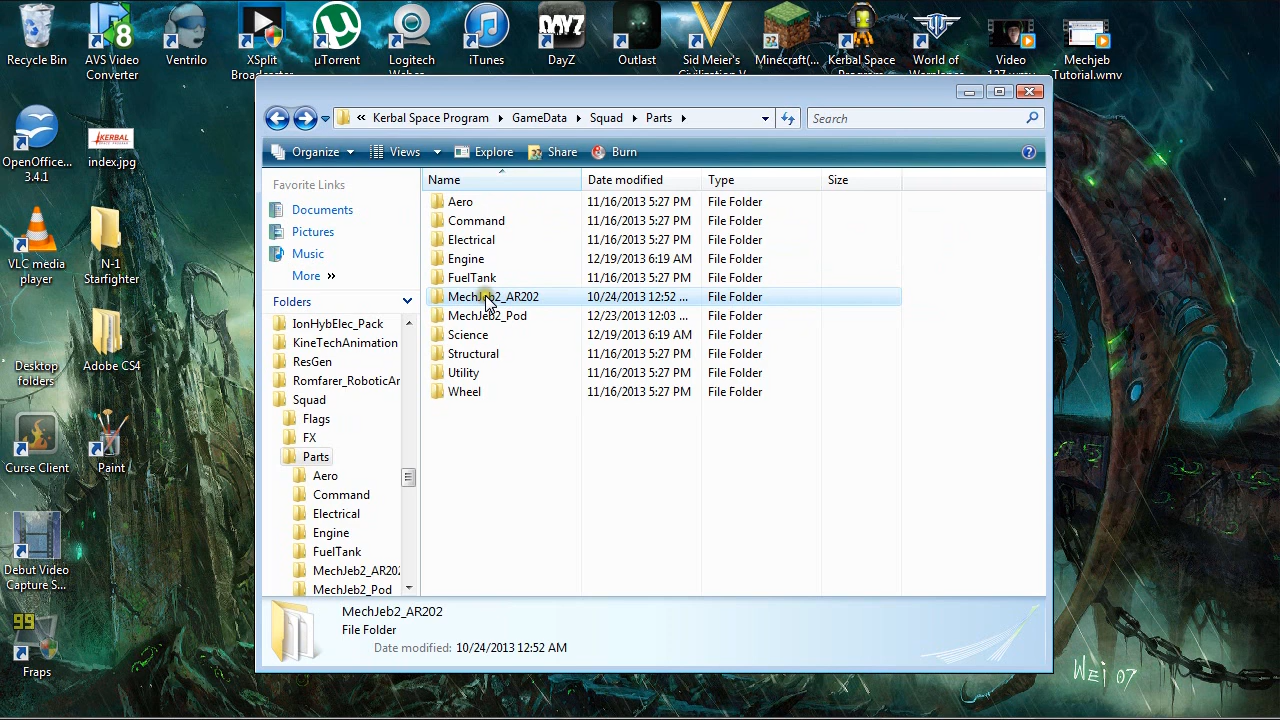 Recycle Bin
AVS Video Converter
Ventrilo
XSplit
µTorrent
Logitech
iTunes
DayZ
Outlast
Sid Meier's
Minecraft(...
Kerbal Space
World of
Video
Mechjeb Tutorial.wmv
OpenOffice... 3.4.1
index.jpg
VLC media player
N-1 Starfighter
Desktop folders
Adobe CS4
Curse Client
Paint
Debut Video Capture S...
99
Fraps
« Kerbal Space Program
GameData
Squad
Parts
Search
Organize
Views
Explore
Share
Burn
Favorite Links
Documents
Pictures
Music
More »
Folders
IonHybElec_Pack
KineTechAnimation
ResGen
Romfarer_RoboticAr
Squad
Flags
FX
Parts
Aero
Command
Electrical
Engine
FuelTank
MechJeb2_AR202
MechJeb2_Pod
Name Date modified Type Size
Aero 11/16/2013 5:27 PM File Folder
Command 11/16/2013 5:27 PM File Folder
Electrical 11/16/2013 5:27 PM File Folder
Engine 12/19/2013 6:19 AM File Folder
FuelTank 11/16/2013 5:27 PM File Folder
MechJeb2_AR202 10/24/2013 12:52 ... File Folder
MechJeb2_Pod 12/23/2013 12:03 ... File Folder
Science 12/19/2013 6:19 AM File Folder
Structural 11/16/2013 5:27 PM File Folder
Utility 11/16/2013 5:27 PM File Folder
Wheel 11/16/2013 5:27 PM File Folder
MechJeb2_AR202
File Folder
Date modified: 10/24/2013 12:52 AM
Wei 07